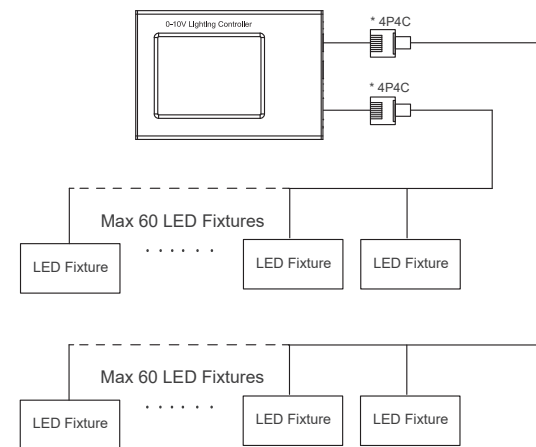 0-10V Lighting Controller
* 4P4C
* 4P4C
Max 60 LED Fixtures
. . . . . .
LED Fixture
LED Fixture
LED Fixture
Max 60 LED Fixtures
. . . . . .
LED Fixture
LED Fixture
LED Fixture